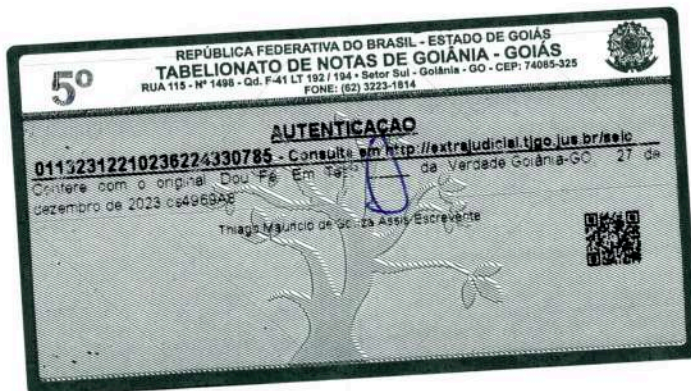 5º
REPÚBLICA FEDERATIVA DO BRASIL - ESTADO DE GOIÁS
TABELIONATO DE NOTAS DE GOIÂNIA - GOIÁS
RUA 115 - Nº 1498 - Qd. F-41 LT 192 / 194 • Setor Sul - Goiânia - GO - CEP: 74085-325
FONE: (62) 3223-1814
AUTENTICAÇÃO
01132312210236224330785 - Consulte em http://extrajudicial.tjgo.jus.br/selo
Confere com o original Dou Fé Em da Verdade Goiânia-GO, 27 de
dezembro de 2023 cs4969A8
Thiago Mauricio de Souza Assis Escrevente